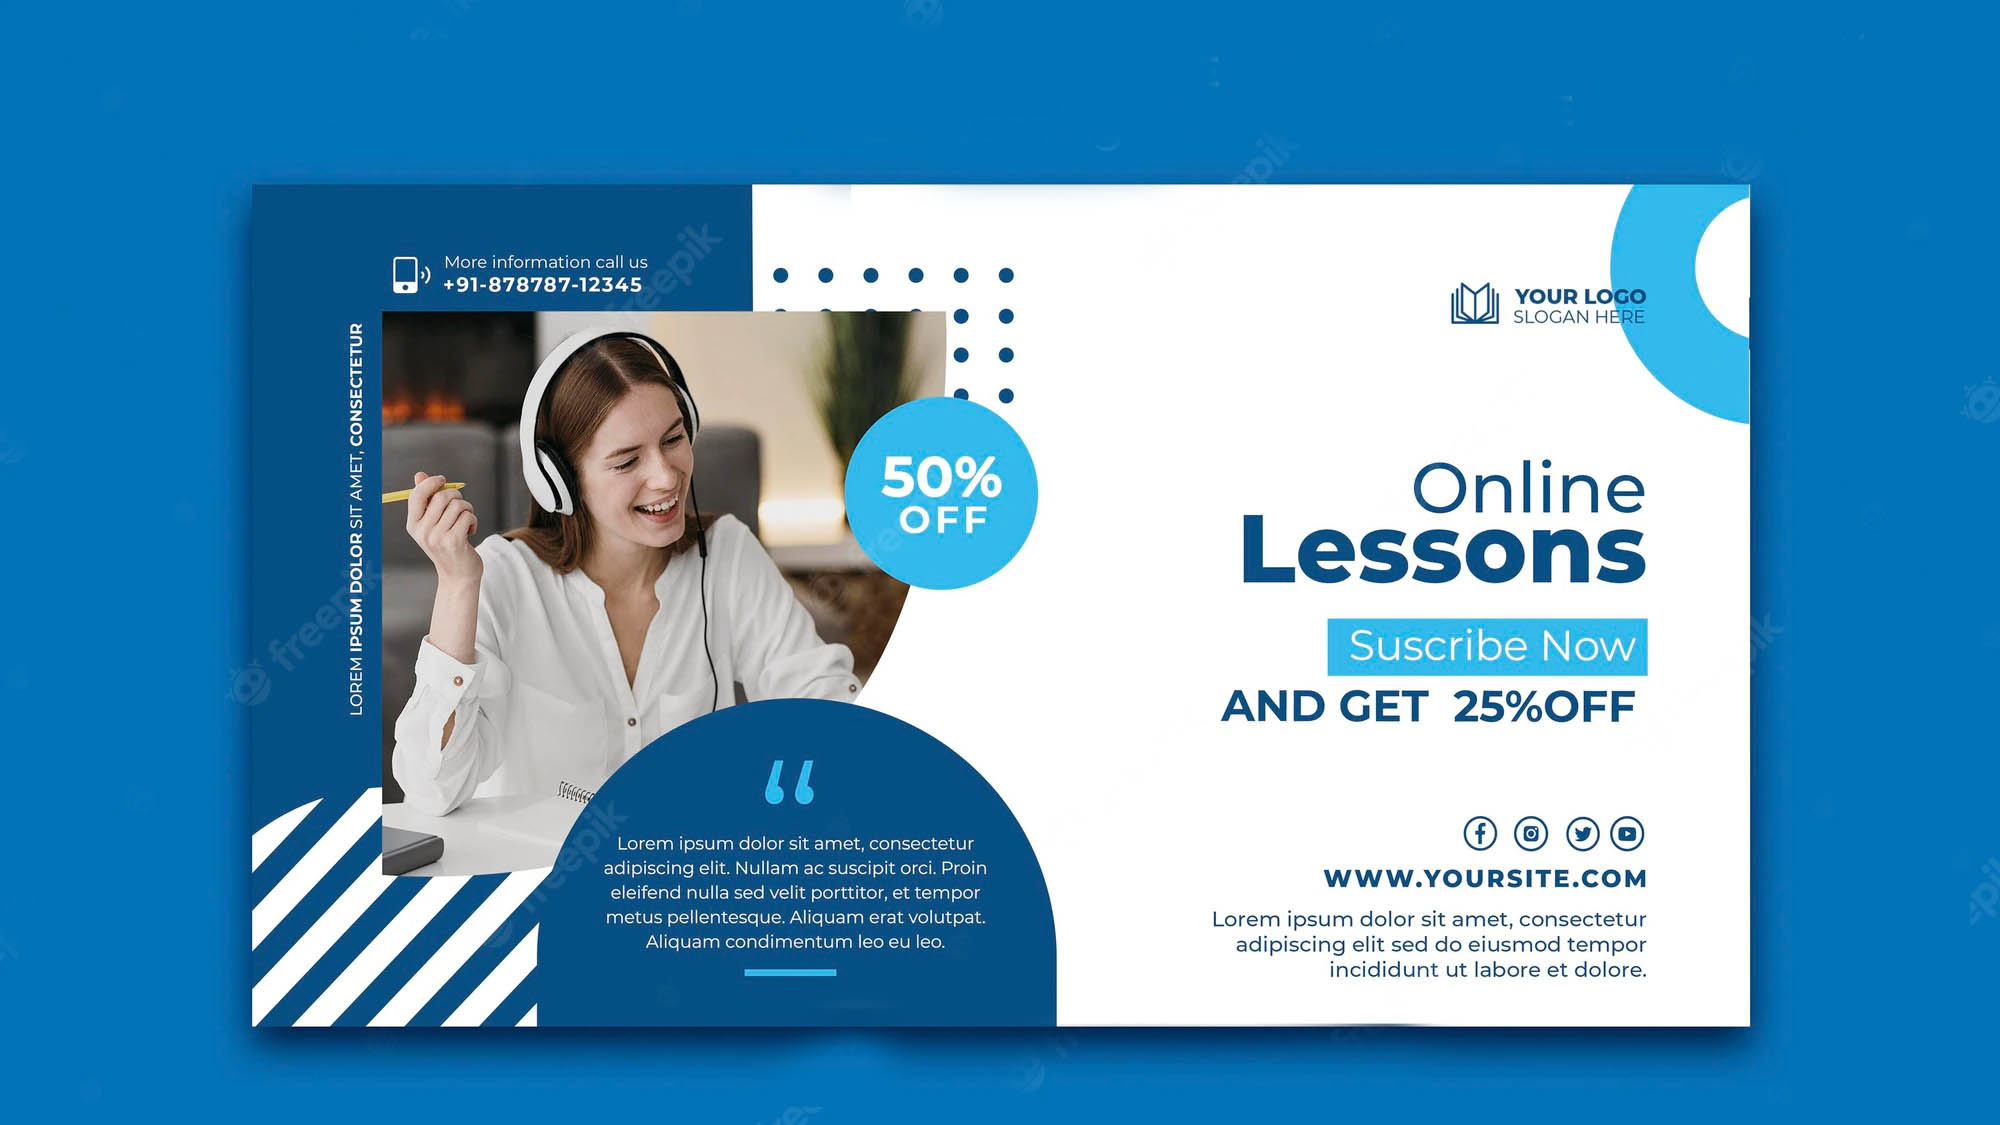 More information call us
+91-878787-12345
LOREM IPSUM DOLOR SIT AMET, CONSECTETUR
50%
OFF
“
Lorem ipsum dolor sit amet, consectetur
adipiscing elit. Nullam ac suscipit orci. Proin
eleifend nulla sed velit porttitor, et tempor
metus pellentesque. Aliquam erat volutpat.
Aliquam condimentum leo eu leo.
YOUR LOGO
SLOGAN HERE
Online
Lessons
Suscribe Now
AND GET 25%OFF
WWW.YOURSITE.COM
Lorem ipsum dolor sit amet, consectetur
adipiscing elit sed do eiusmod tempor
incididunt ut labore et dolore.
freepik
freepik
freepik
freepik